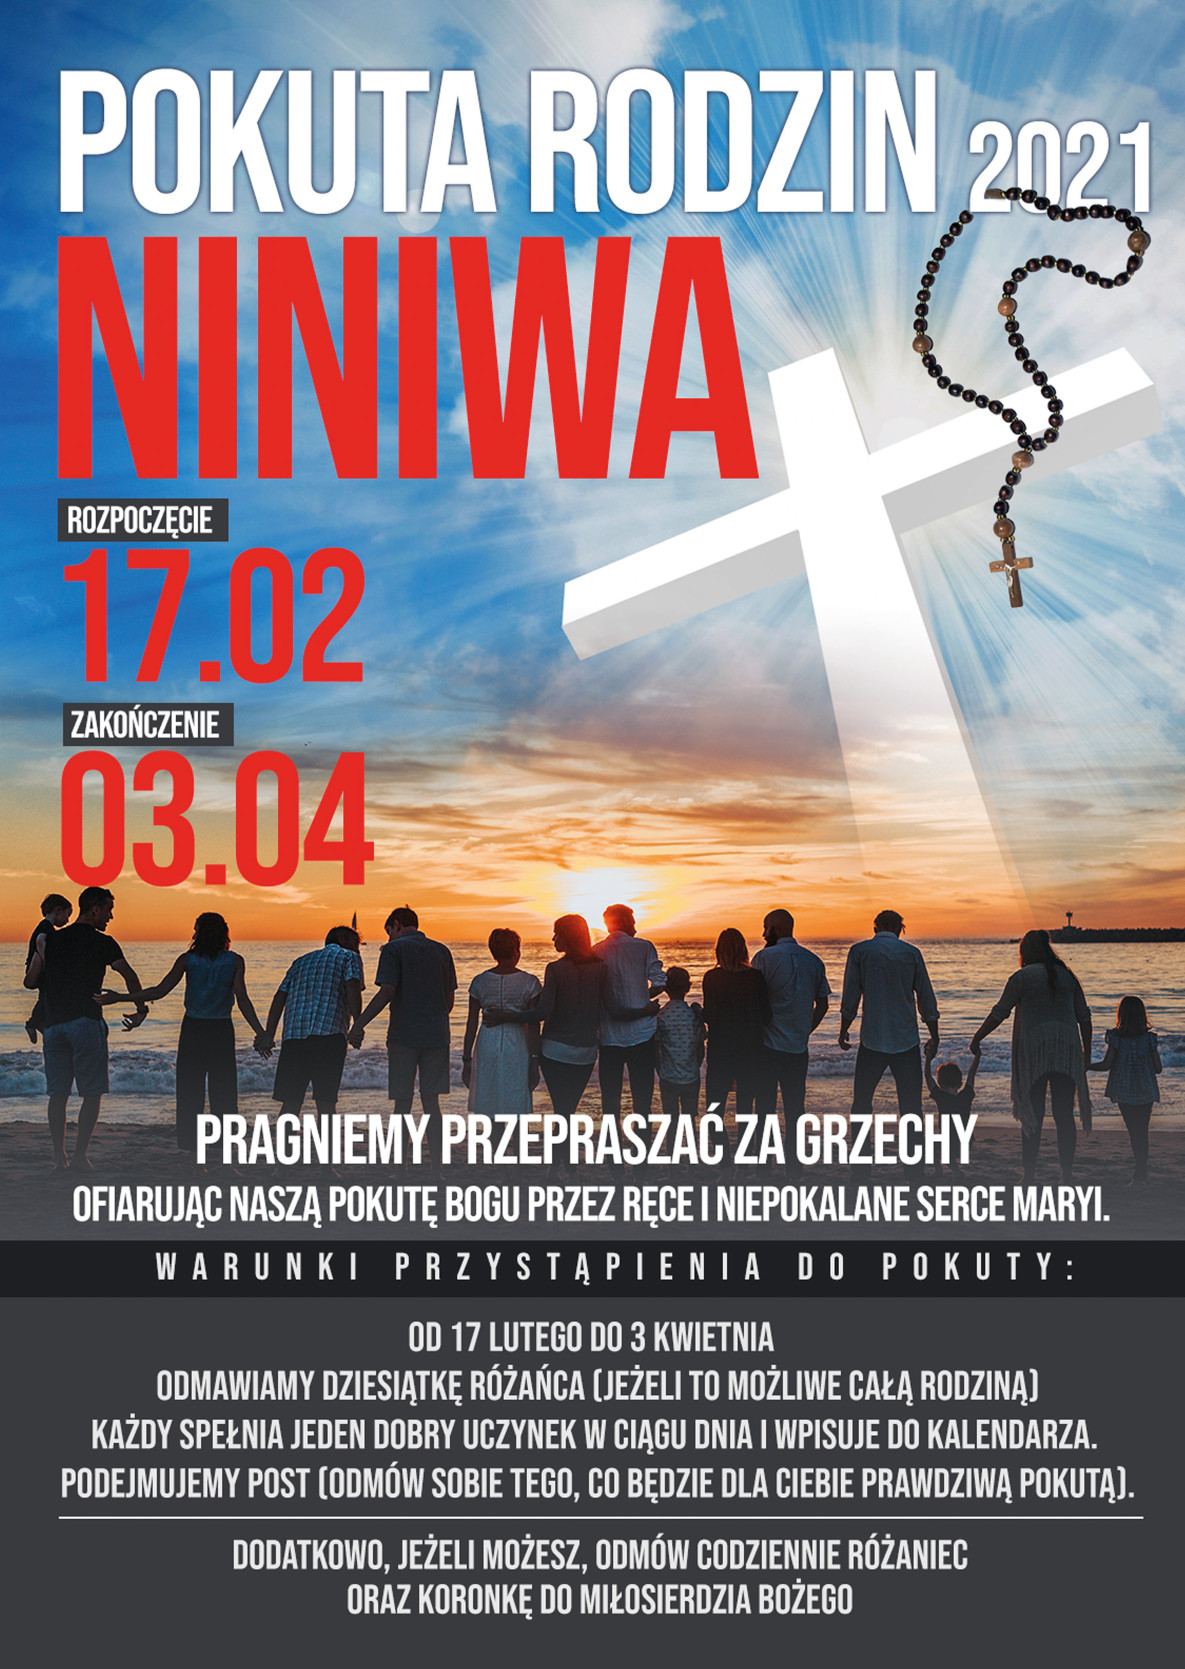 POKUTA RODZIN 2021
NINIWA
ROZPOCZĘCIE
17.02
ZAKOŃCZENIE
03.04
PRAGNIEMY PRZEPRASZAĆ ZA GRZECHY
OFIARUJĄC NASZĄ POKUTĘ BOGU PRZEZ RĘCE I NIEPOKALANE SERCE MARYI.
WARUNKI PRZYSTĄPIENIA DO POKUTY:
OD 17 LUTEGO DO 3 KWIETNIA
ODMAWIAMY DZIESIĄTKĘ RÓŻAŃCA (JEŻELI TO MOŻLIWE CAŁĄ RODZINĄ)
KAŻDY SPEŁNIA JEDEN DOBRY UCZYNEK W CIĄGU DNIA I WPISUJE DO KALENDARZA.
PODEJMUJEMY POST (ODMÓW SOBIE TEGO, CO BĘDZIE DLA CIEBIE PRAWDZIWĄ POKUTĄ).
DODATKOWO, JEŻELI MOŻESZ, ODMÓW CODZIENNIE RÓŻANIEC
ORAZ KORONKĘ DO MIŁOSIERDZIA BOŻEGO